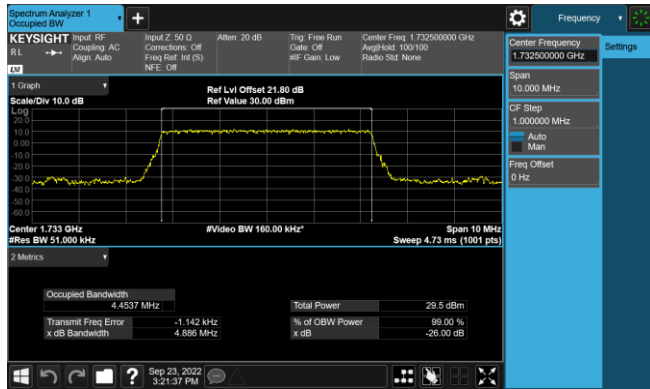 Spectrum Analyzer 1
Occupied BW
+
Frequency
KEYSIGHT
R L
LXI
Input: RF
Coupling: AC
Align: Auto
Input Z: 50 Ω
Corrections: Off
Freq Ref: Int (S)
NFE: Off
Atten: 20 dB
Trig: Free Run
Gate: Off
#IF Gain: Low
Center Freq: 1.732500000 GHz
Avg|Hold: 100/100
Radio Std: None
Center Frequency
1.732500000 GHz
Settings
Span
10.000 MHz
CF Step
1.000000 MHz
Auto
Man
Freq Offset
0 Hz
1 Graph
Scale/Div 10.0 dB
Ref Lvl Offset 21.80 dB
Ref Value 30.00 dBm
Log
20.0
10.0
0.00
-10.0
-20.0
-30.0
-40.0
-50.0
-60.0
Center 1.733 GHz
#Res BW 51.000 kHz
#Video BW 160.00 kHz*
Span 10 MHz
Sweep 4.73 ms (1001 pts)
2 Metrics
Occupied Bandwidth
4.4537 MHz
Total Power 29.5 dBm
Transmit Freq Error -1.142 kHz
% of OBW Power 99.00 %
x dB Bandwidth 4.886 MHz
x dB -26.00 dB
?
Sep 23, 2022
3:21:37 PM